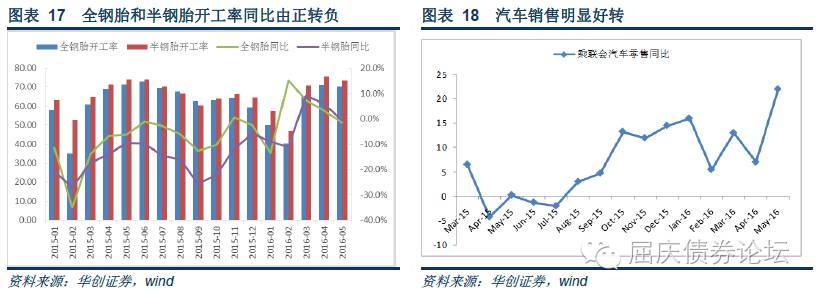 图表 17 全钢胎和半钢胎开工率同比由正转负
全钢胎开工率 半钢胎开工率 全钢胎同比 半钢胎同比
80.00
70.00
60.00
50.00
40.00
30.00
20.00
10.00
0.00
20.0%
10.0%
0.0%
-10.0%
-20.0%
-30.0%
-40.0%
2015-01
2015-02
2015-03
2015-04
2015-05
2015-06
2015-07
2015-08
2015-09
2015-10
2015-11
2015-12
2016-01
2016-02
2016-03
2016-04
2016-05
资料来源：华创证券，wind
图表 18 汽车销售明显好转
乘联会汽车零售同比
25
20
15
10
5
0
-5
-10
Mar-15
Apr-15
May-15
Jun-15
Jul-15
Aug-15
Sep-15
Oct-15
Nov-15
Dec-15
Jan-16
Feb-16
Mar-16
Apr-16
May-16
屈庆债券论坛
资料来源：华创证券，wind